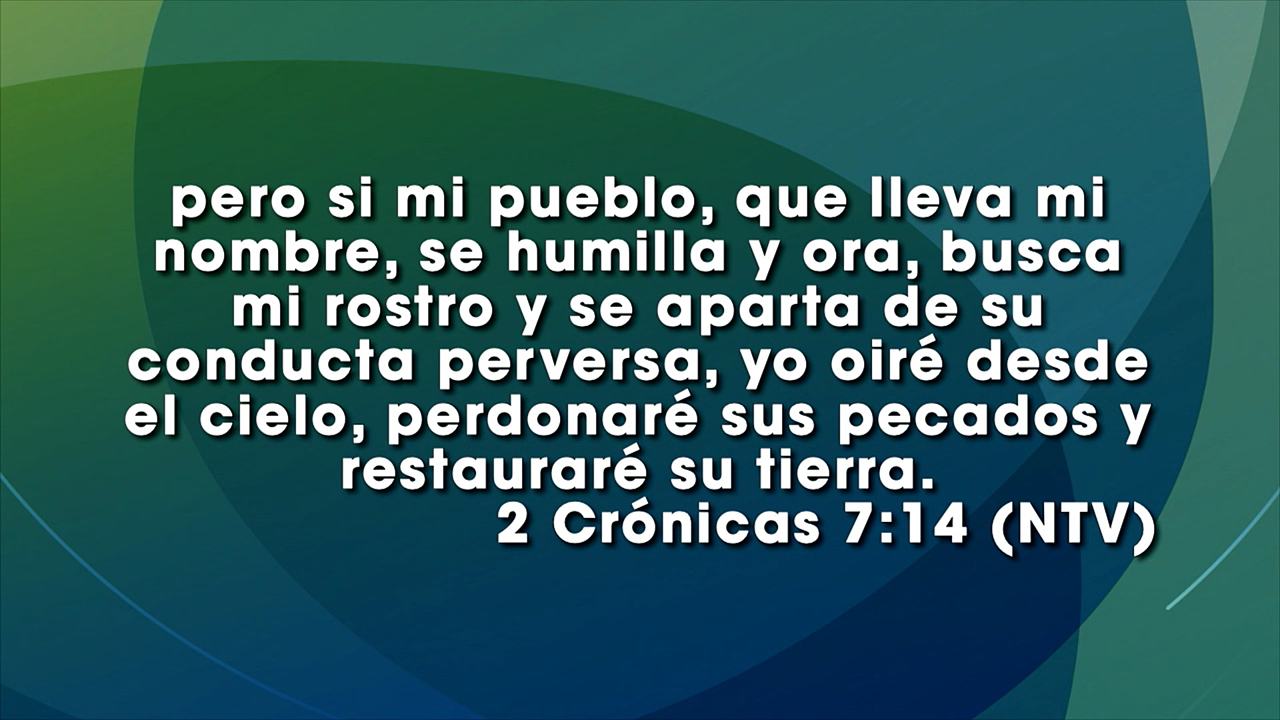 pero si mi pueblo, que lleva mi
nombre, se humilla y ora, busca
mi rostro y se aparta de su
conducta perversa, yo oiré desde
el cielo, perdonaré sus pecados y
restauraré su tierra.
2 Crónicas 7:14 (NTV)